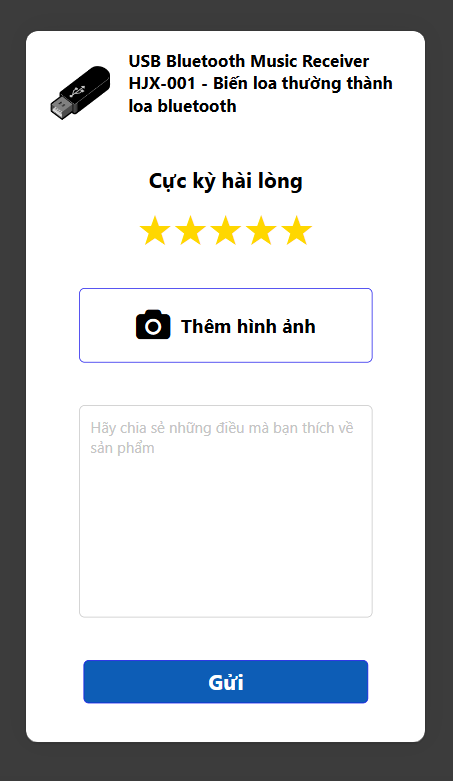 USB Bluetooth Music Receiver
HJX-001 - Biến loa thường thành
loa bluetooth
Cực kỳ hài lòng
Thêm hình ảnh
Hãy chia sẻ những điều mà bạn thích về
sản phẩm
Gửi